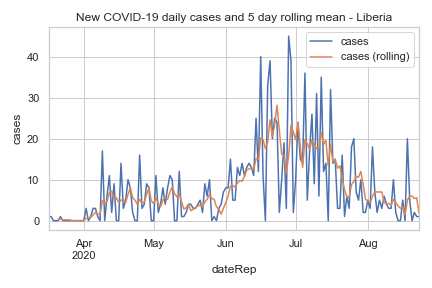 New COVID-19 daily cases and 5 day rolling mean - Liberia
cases
cases (rolling)
40
30
20
10
0
cases
Apr
2020
May
Jun
Jul
Aug
dateRep